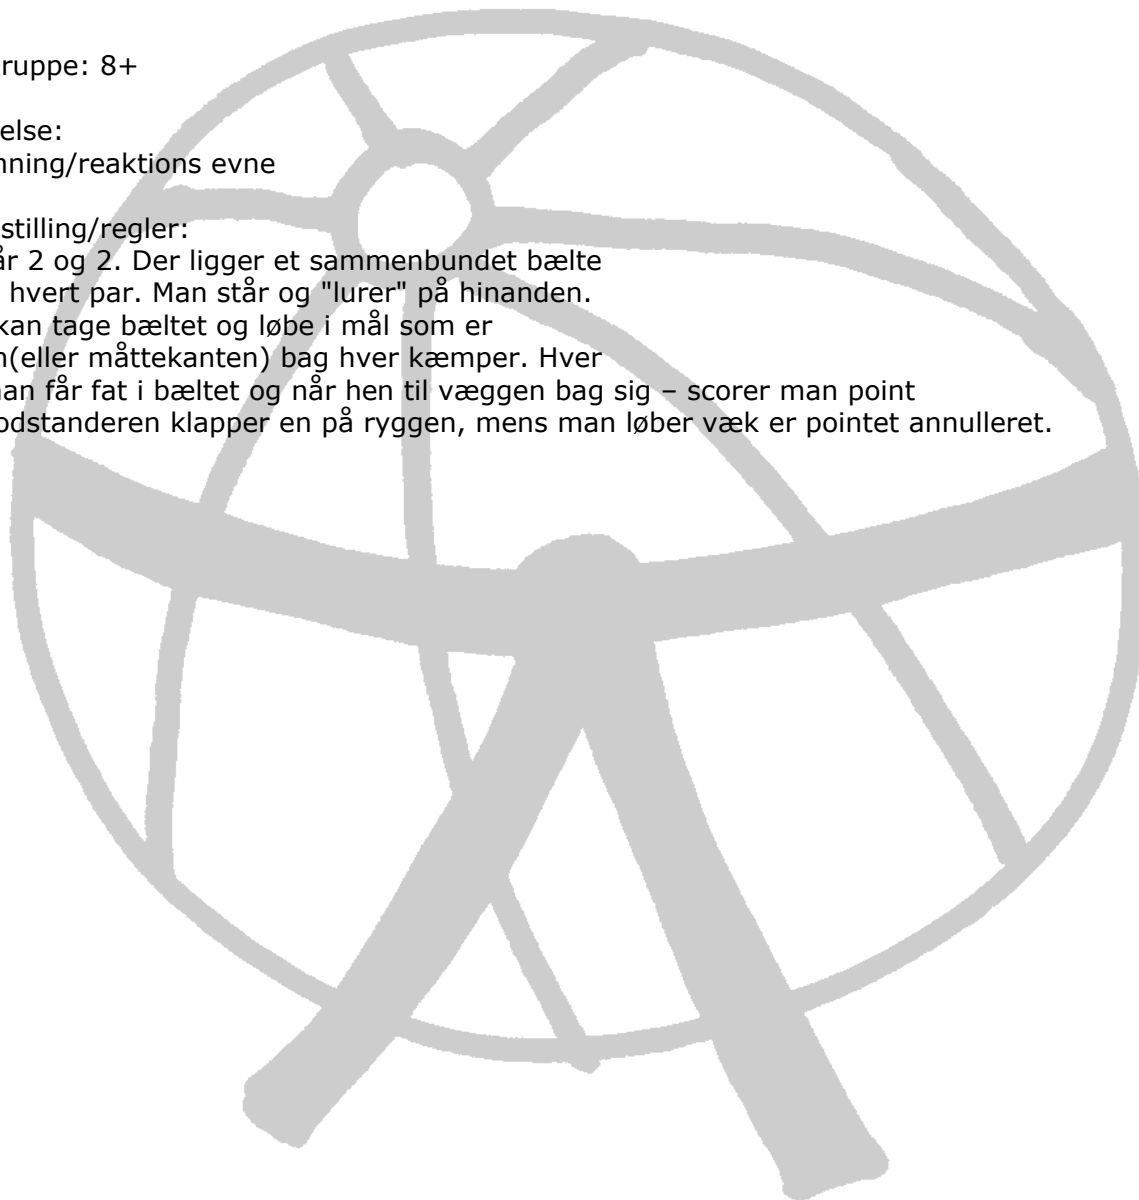 ruppe: 8+
else:
nning/reaktions evne
stilling/regler:
år 2 og 2. Der ligger et sammenbundet bælte
hvert par. Man står og "lurer" på hinanden.
kan tage bæltet og løbe i mål som er
n(eller måttekanten) bag hver kæmper. Hver
nan får fat i bæltet og når hen til væggen bag sig – scorer man point
odstanderen klapper en på ryggen, mens man løber væk er pointet annulleret.